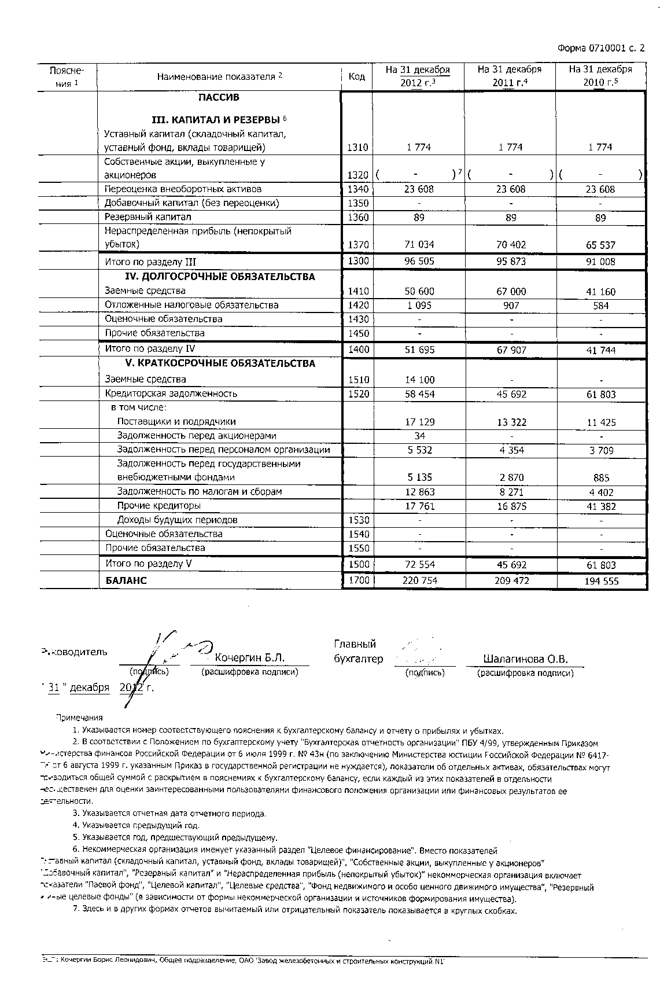 Форма 0710001 с. 2
Поясне-
ния 1
Наименование показателя 2
Код
На 31 декабря
2012 г.3
На 31 декабря
2011 г.4
На 31 декабря
2010 г.5
ПАССИВ
III. КАПИТАЛ И РЕЗЕРВЫ 6
Уставный капитал (складочный капитал,
уставный фонд, вклады товарищей) 1310 1 774 1 774 1 774
Собственные акции, выкупленные у
акционеров 1320 ( - ) 7 ( - ) ( - )
Переоценка внеоборотных активов 1340 23 608 23 608 23 608
Добавочный капитал (без переоценки) 1350 - - -
Резервный капитал 1360 89 89 89
Нераспределенная прибыль (непокрытый
убыток) 1370 71 034 70 402 65 537
Итого по разделу III 1300 96 505 95 873 91 008
IV. ДОЛГОСРОЧНЫЕ ОБЯЗАТЕЛЬСТВА
Заемные средства 1410 50 600 67 000 41 160
Отложенные налоговые обязательства 1420 1 095 907 584
Оценочные обязательства 1430 - - -
Прочие обязательства 1450 - - -
Итого по разделу IV 1400 51 695 67 907 41 744
V. КРАТКОСРОЧНЫЕ ОБЯЗАТЕЛЬСТВА
Заемные средства 1510 14 100 - -
Кредиторская задолженность 1520 58 454 45 692 61 803
в том числе:
Поставщики и подрядчики 17 129 13 322 11 425
Задолженность перед акционерами 34 - -
Задолженность перед персоналом организации 5 532 4 354 3 709
Задолженность перед государственными
внебюджетными фондами 5 135 2 870 885
Задолженность по налогам и сборам 12 863 8 271 4 402
Прочие кредиторы 17 761 16 875 41 382
Доходы будущих периодов 1530 - - -
Оценочные обязательства 1540 - - -
Прочие обязательства 1550 - - -
Итого по разделу V 1500 72 554 45 692 61 803
БАЛАНС 1700 220 754 209 472 194 555
Кочергин Б.Л.
(подпись) (расшифровка подписи)
Главный
бухгалтер Шалагинова О.В.
(подпись) (расшифровка подписи)
" 31 " декабря 2012 г.
Примечания
1. Указывается номер соответствующего пояснения к бухгалтерскому балансу и отчету о прибылях и убытках.
2. В соответствии с Положением по бухгалтерскому учету "Бухгалтерская отчетность организации" ПБУ 4/99, утвержденным Приказом
финансов Российской Федерации от 6 июля 1999 г. № 43н (по заключению Министерства юстиции Российской Федерации № 6417-
от 6 августа 1999 г. указанным Приказ в государственной регистрации не нуждается), показатели об отдельных активах, обязательствах могут
общей суммой с раскрытием в пояснениях к бухгалтерскому балансу, если каждый из этих показателей в отдельности
для оценки заинтересованными пользователями финансового положения организации или финансовых результатов ее
деятельности.
3. Указывается отчетная дата отчетного периода.
4. Указывается предыдущий год.
5. Указывается год, предшествующий предыдущему.
6. Некоммерческая организация именует указанный раздел "Целевое финансирование". Вместо показателей
капитал (складочный капитал, уставный фонд, вклады товарищей)", "Собственные акции, выкупленные у акционеров"
капитал", "Резервный капитал" и "Нераспределенная прибыль (непокрытый убыток)" некоммерческая организация включает
показатели "Паевой фонд", "Целевой капитал", "Целевые средства", "Фонд недвижимого и особо ценного движимого имущества", "Резервный
целевые фонды" (в зависимости от формы некоммерческой организации и источников формирования имущества).
7. Здесь и в других формах отчетов вычитаемый или отрицательный показатель показывается в круглых скобках.
Кочергин Борис Леонидович, Общее подразделение, ОАО 'Завод железобетонных и строительных конструкций N1'